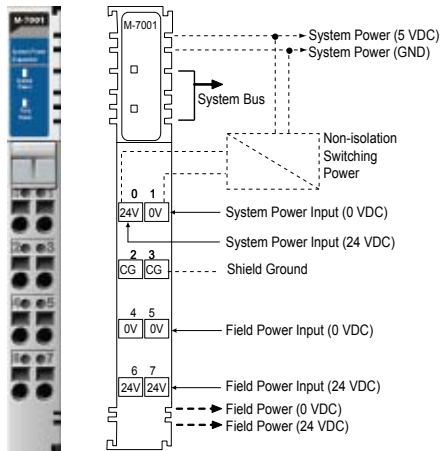 M-7001
System Power
M-7001
System Power (5 VDC)
System Power (GND)
System Bus
Non-isolation
Switching
Power
0 1
24V 0V
System Power Input (0 VDC)
System Power Input (24 VDC)
2 3
CG CG
Shield Ground
4 5
0V 0V
Field Power Input (0 VDC)
6 7
24V 24V
Field Power Input (24 VDC)
Field Power (0 VDC)
Field Power (24 VDC)